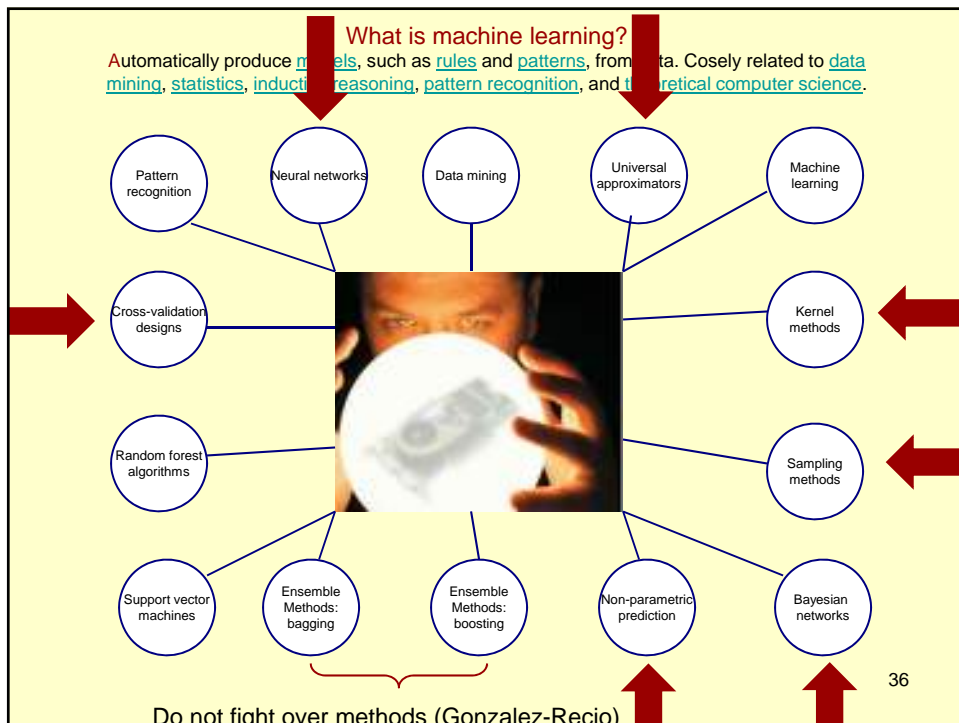 What is machine learning?
Automatically produce, such as rules and patterns, from. Cosely related to data
mining, statistics, reasoning, pattern recognition, and computer science.
Pattern
recognition
Neural networks
Data mining
Universal
approximators
Machine
learning
Cross-validation
designs
Kernel
methods
Random forest
algorithms
Sampling
methods
Support vector
machines
Ensemble
Methods:
bagging
Ensemble
Methods:
boosting
Non-parametric
prediction
Bayesian
networks
36
Do not fight over methods (Gonzalez-Recio)